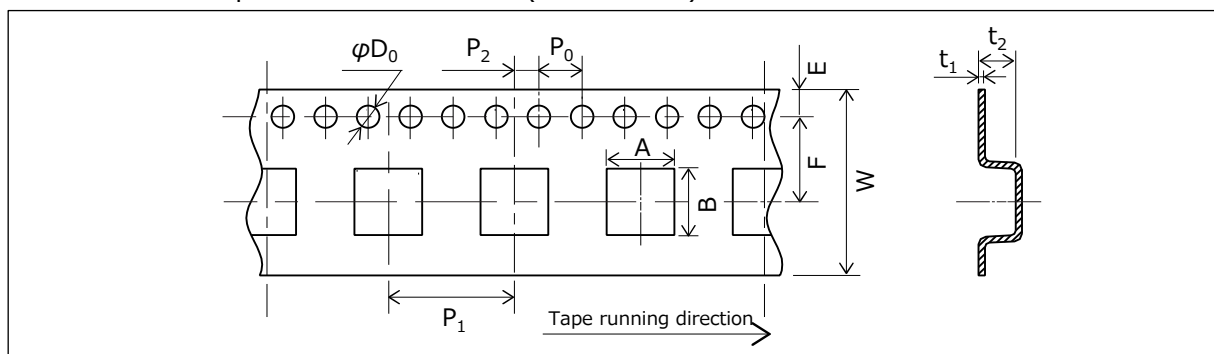 φD₀
P₂
P₀
E
t₂
t₁
A
F
W
B
P₁
Tape running direction